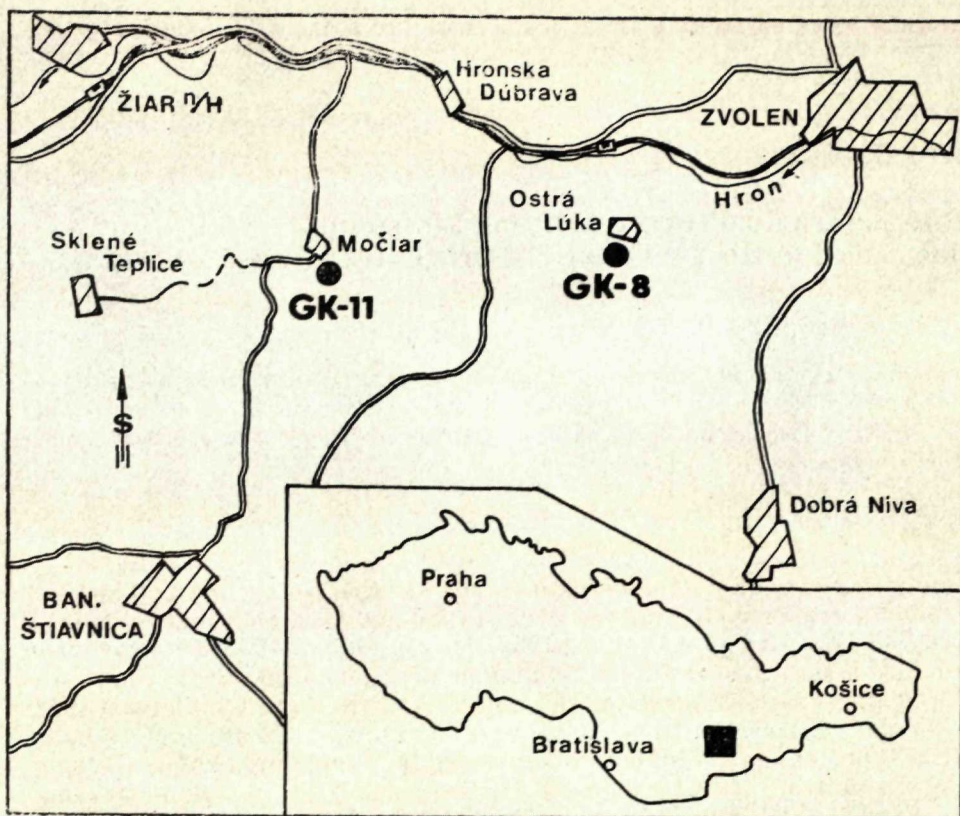 Hronska
Dúbrava
ŽIAR n/H
ZVOLEN
Hron
Ostrá
Lúka
Sklené
Teplice
Močiar
GK-11
GK-8
S
Dobrá Niva
BAN.
ŠTIAVNICA
Praha
Košice
Bratislava